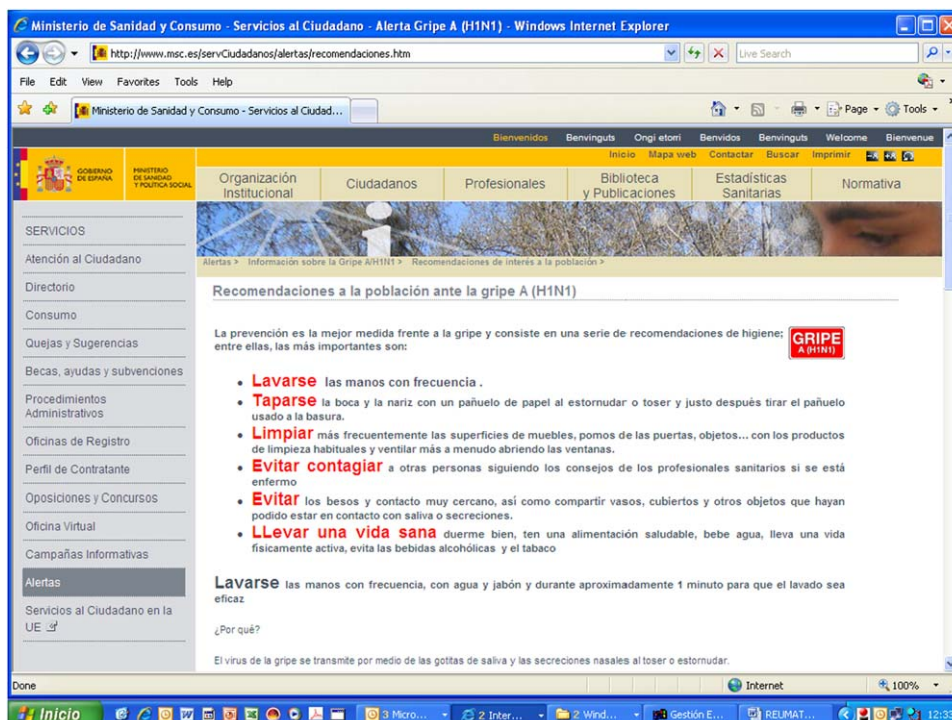 Ministerio de Sanidad y Consumo - Servicios al Ciudadano - Alerta Gripe A (H1N1) - Windows Internet Explorer
http://www.msc.es/servCiudadanos/alertas/recomendaciones.htm
Live Search
File Edit View Favorites Tools Help
Ministerio de Sanidad y Consumo - Servicios al Ciudad...
Page Tools
Bienvenidos Benvinguts Ongi etorri Benvidos Benvinguts Welcome Bienvenue
Inicio Mapa web Contactar Buscar Imprimir
GOBIERNO DE ESPAÑA
MINISTERIO DE SANIDAD Y POLITICA SOCIAL
Organización Institucional
Ciudadanos
Profesionales
Biblioteca y Publicaciones
Estadísticas Sanitarias
Normativa
SERVICIOS
Atención al Ciudadano
Directorio
Consumo
Quejas y Sugerencias
Becas, ayudas y subvenciones
Procedimientos
Administrativos
Oficinas de Registro
Perfil de Contratante
Oposiciones y Concursos
Oficina Virtual
Campañas Informativas
Alertas
Servicios al Ciudadano en la
UE
Alertas > Información sobre la Gripe A/H1N1 > Recomendaciones de interés a la población >
Recomendaciones a la población ante la gripe A (H1N1)
La prevención es la mejor medida frente a la gripe y consiste en una serie de recomendaciones de higiene;
entre ellas, las más importantes son:
GRIPE
A (H1N1)
• Lavarse las manos con frecuencia .
• Taparse la boca y la nariz con un pañuelo de papel al estornudar o toser y justo después tirar el pañuelo
usado a la basura.
• Limpiar más frecuentemente las superficies de muebles, pomos de las puertas, objetos... con los productos
de limpieza habituales y ventilar más a menudo abriendo las ventanas.
• Evitar contagiar a otras personas siguiendo los consejos de los profesionales sanitarios si se está
enfermo
• Evitar los besos y contacto muy cercano, así como compartir vasos, cubiertos y otros objetos que hayan
podido estar en contacto con saliva o secreciones.
• LLevar una vida sana duerme bien, ten una alimentación saludable, bebe agua, lleva una vida
físicamente activa, evita las bebidas alcohólicas y el tabaco
Lavarse las manos con frecuencia, con agua y jabón y durante aproximadamente 1 minuto para que el lavado sea
eficaz
¿Por qué?
El virus de la gripe se transmite por medio de las gotitas de saliva y las secreciones nasales al toser o estornudar.
Done Internet 100%
Inicio 3 Micro... 2 Inter... 2 Wind... Gestión E... REUMAT...